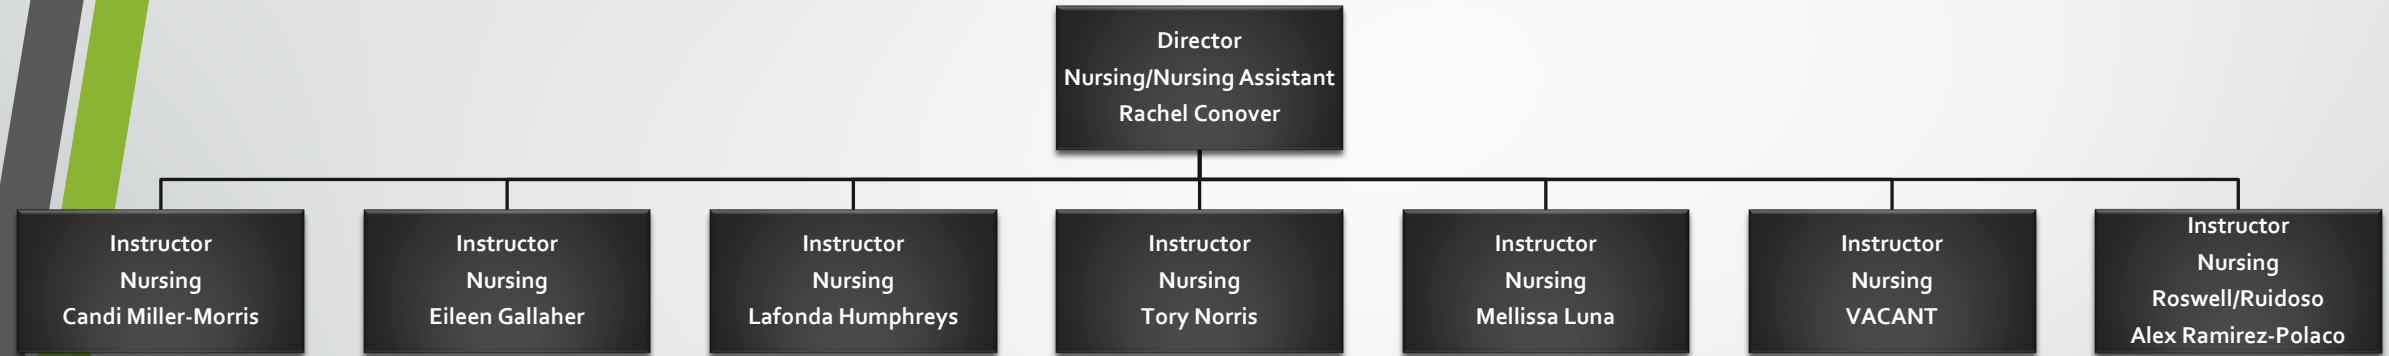 Director
Nursing/Nursing Assistant
Rachel Conover
Instructor
Nursing
Candi Miller-Morris
Instructor
Nursing
Eileen Gallaher
Instructor
Nursing
Lafonda Humphreys
Instructor
Nursing
Tory Norris
Instructor
Nursing
Mellissa Luna
Instructor
Nursing
VACANT
Instructor
Nursing
Roswell/Ruidoso
Alex Ramirez-Polaco